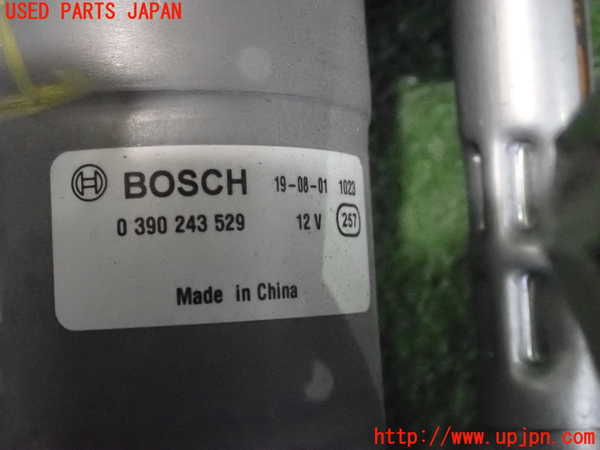 USED PARTS JAPAN
BOSCH 19-08-01 1023
0 390 243 529 12 V 257
Made in China
http://www.upjpn.com/